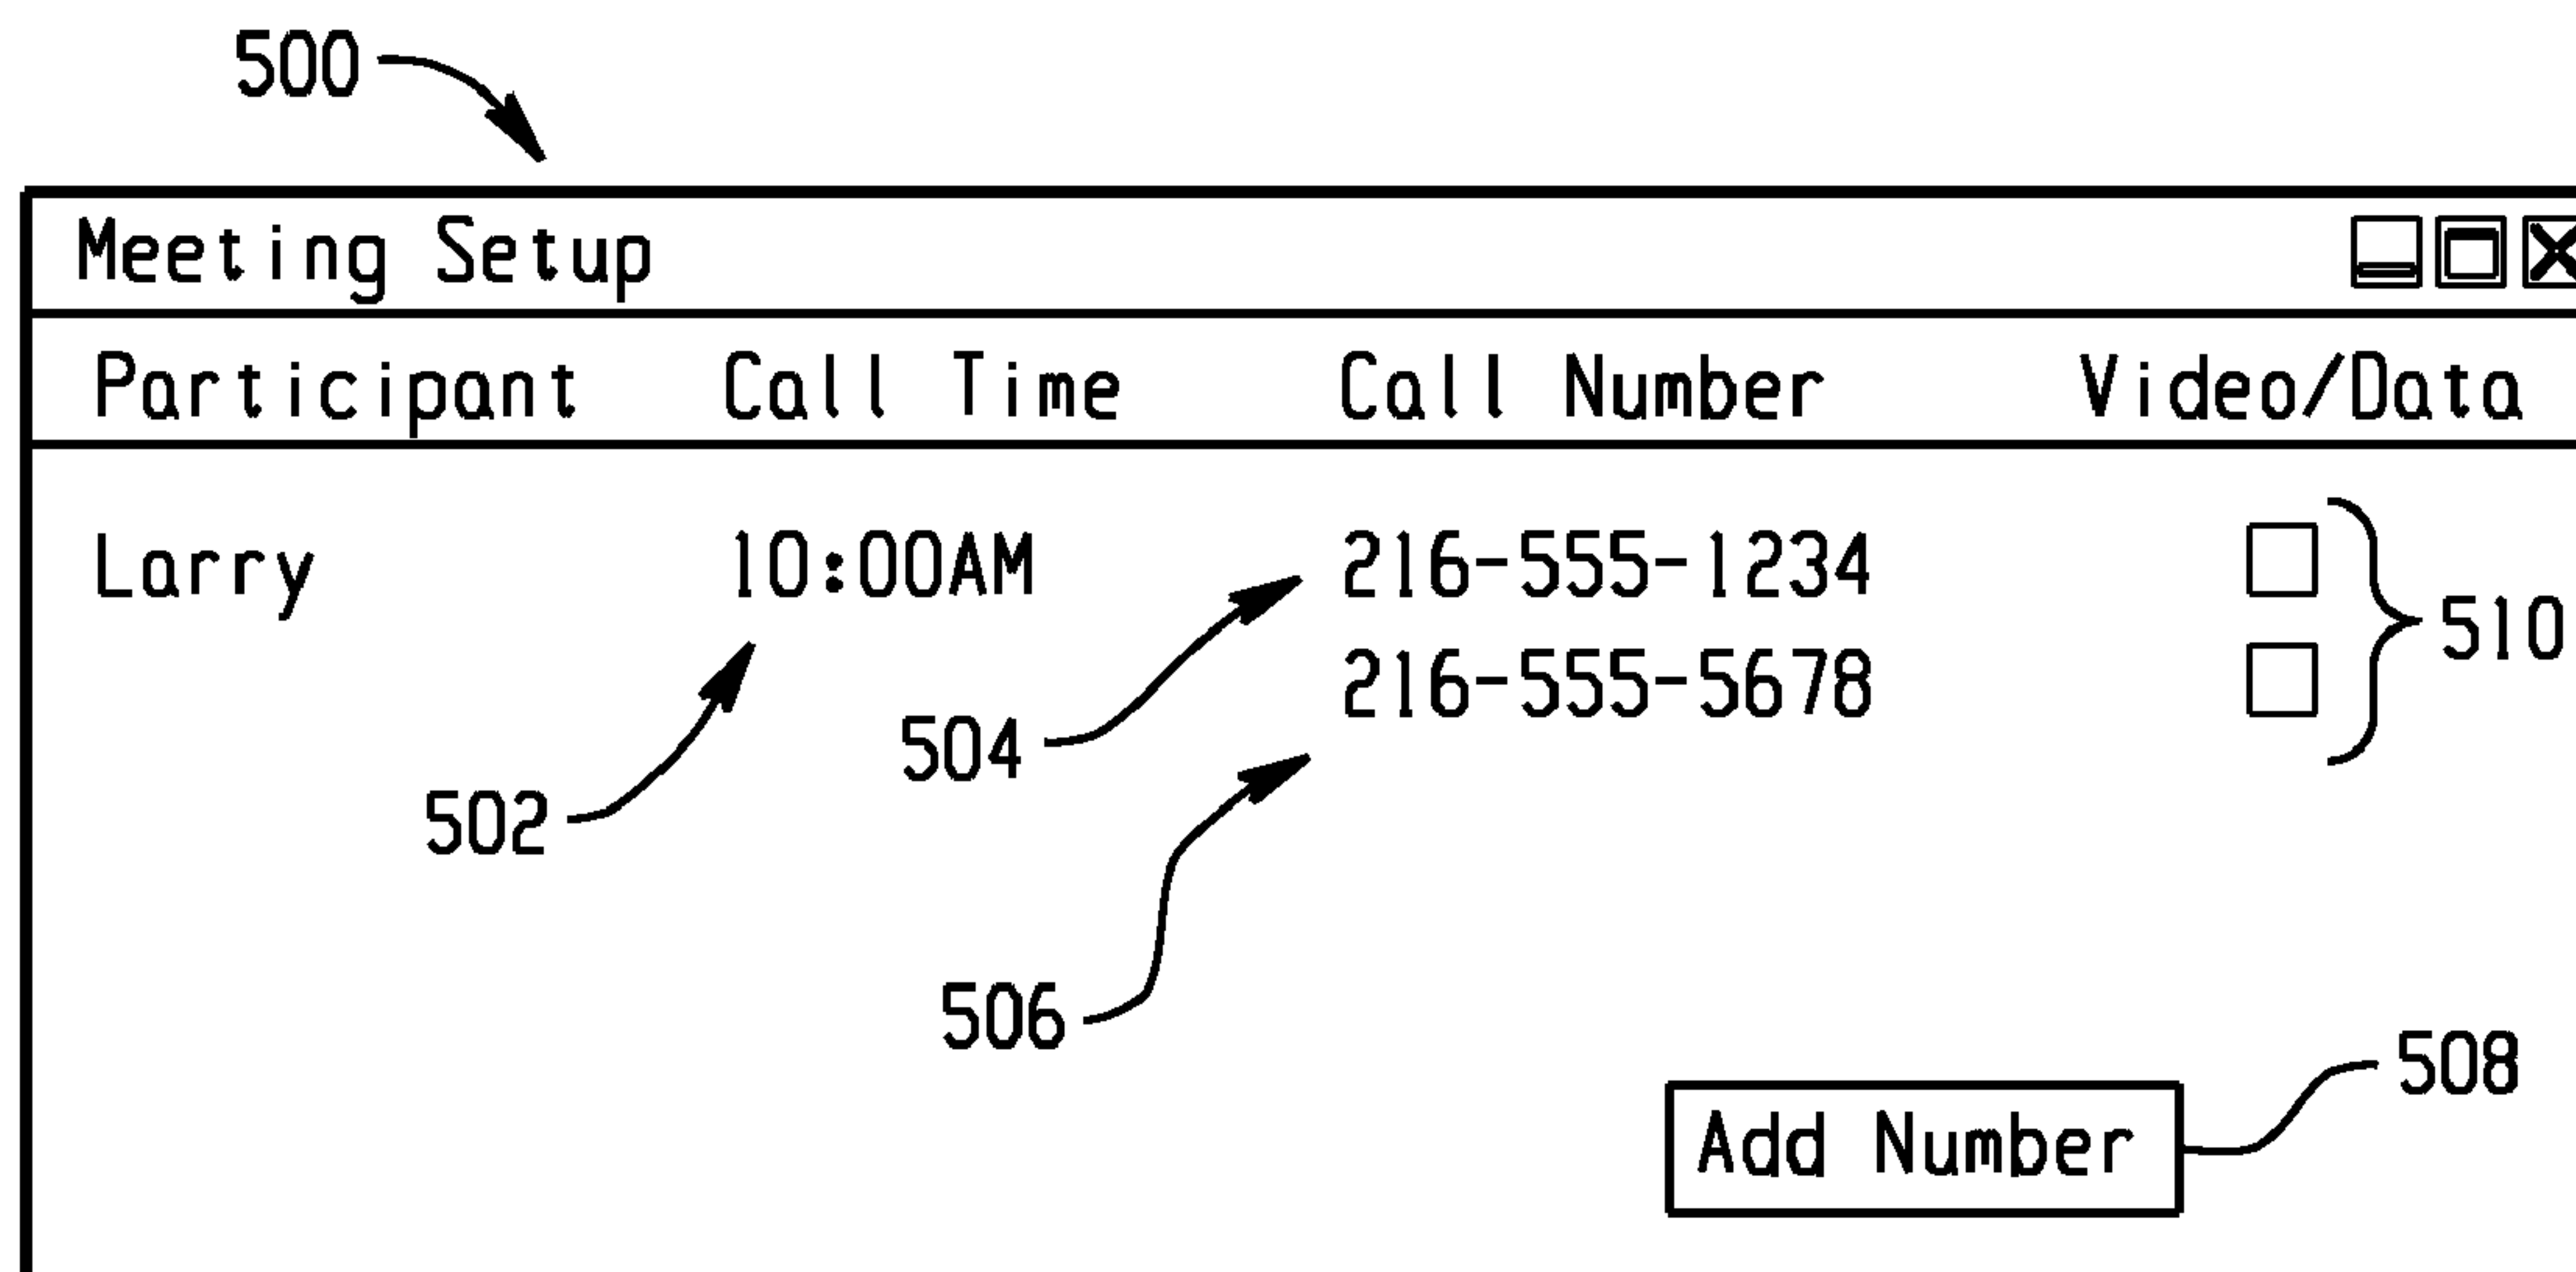 500
Meeting Setup
Participant Call Time Call Number Video/Data
Larry 10:00AM 216-555-1234
216-555-5678
510
504
502
506
508
Add Number